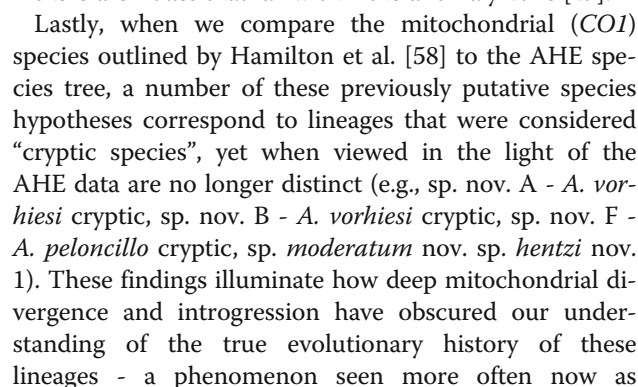 Lastly, when we compare the mitochondrial (CO1)
species outlined by Hamilton et al. [58] to the AHE spe-
cies tree, a number of these previously putative species
hypotheses correspond to lineages that were considered
“cryptic species”, yet when viewed in the light of the
AHE data are no longer distinct (e.g., sp. nov. A - A. vor-
hiesi cryptic, sp. nov. B - A. vorhiesi cryptic, sp. nov. F -
A. peloncillo cryptic, sp. moderatum nov. sp. hentzi nov.
1). These findings illuminate how deep mitochondrial di-
vergence and introgression have obscured our under-
standing of the true evolutionary history of these
lineages - a phenomenon seen more often now as